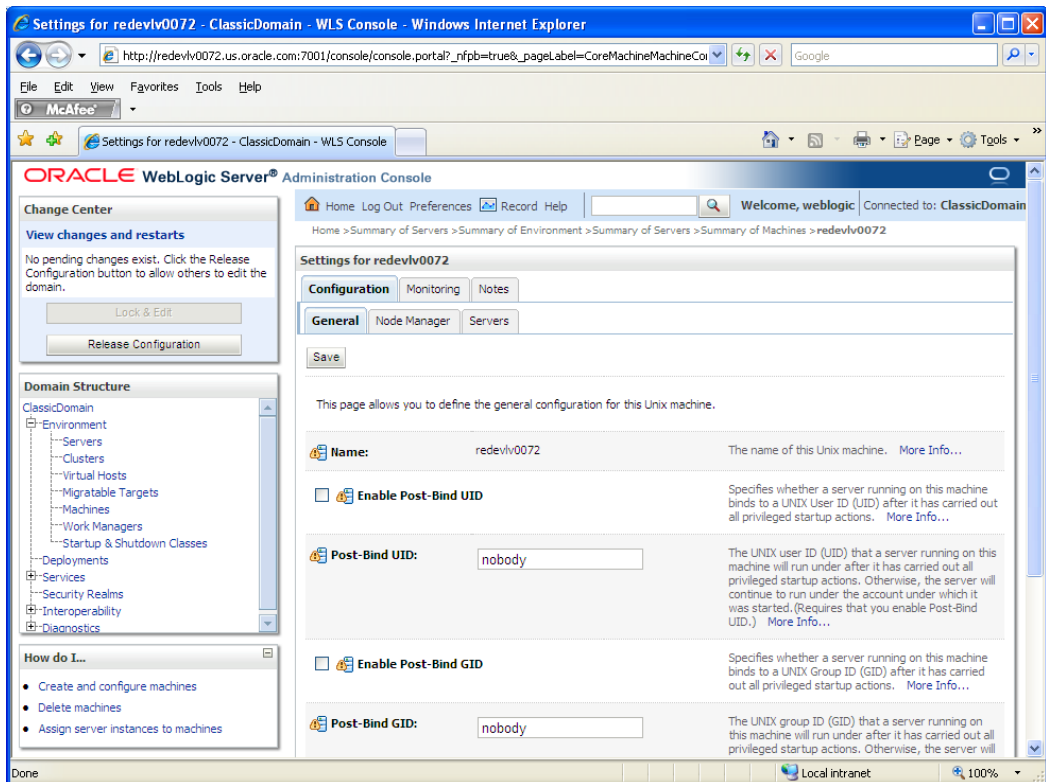 Settings for redevlv0072 - ClassicDomain - WLS Console - Windows Internet Explorer
http://redevlv0072.us.oracle.com:7001/console/console.portal?_nfpb=true&_pageLabel=CoreMachineMachineCo
Google
File Edit View Favorites Tools Help
McAfee
Settings for redevlv0072 - ClassicDomain - WLS Console
Page Tools
ORACLE WebLogic Server® Administration Console
Change Center
View changes and restarts
No pending changes exist. Click the Release
Configuration button to allow others to edit the
domain.
Lock & Edit
Release Configuration
Domain Structure
ClassicDomain
Environment
Servers
Clusters
Virtual Hosts
Migratable Targets
Machines
Work Managers
Startup & Shutdown Classes
Deployments
Services
Security Realms
Interoperability
Diagnostics
How do I...
Create and configure machines
Delete machines
Assign server instances to machines
Home Log Out Preferences Record Help
Welcome, weblogic Connected to: ClassicDomain
Home >Summary of Servers >Summary of Environment >Summary of Servers >Summary of Machines >redevlv0072
Settings for redevlv0072
Configuration Monitoring Notes
General Node Manager Servers
Save
This page allows you to define the general configuration for this Unix machine.
Name: redevlv0072 The name of this Unix machine. More Info...
Enable Post-Bind UID
Specifies whether a server running on this machine
binds to a UNIX User ID (UID) after it has carried out
all privileged startup actions. More Info...
Post-Bind UID: nobody
The UNIX user ID (UID) that a server running on this
machine will run under after it has carried out all
privileged startup actions. Otherwise, the server will
continue to run under the account under which it
was started.(Requires that you enable Post-Bind
UID.) More Info...
Enable Post-Bind GID
Specifies whether a server running on this machine
binds to a UNIX Group ID (GID) after it has carried
out all privileged startup actions. More Info...
Post-Bind GID: nobody
The UNIX group ID (GID) that a server running on
this machine will run under after it has carried out all
privileged startup actions. Otherwise, the server will
Done
Local intranet
100%